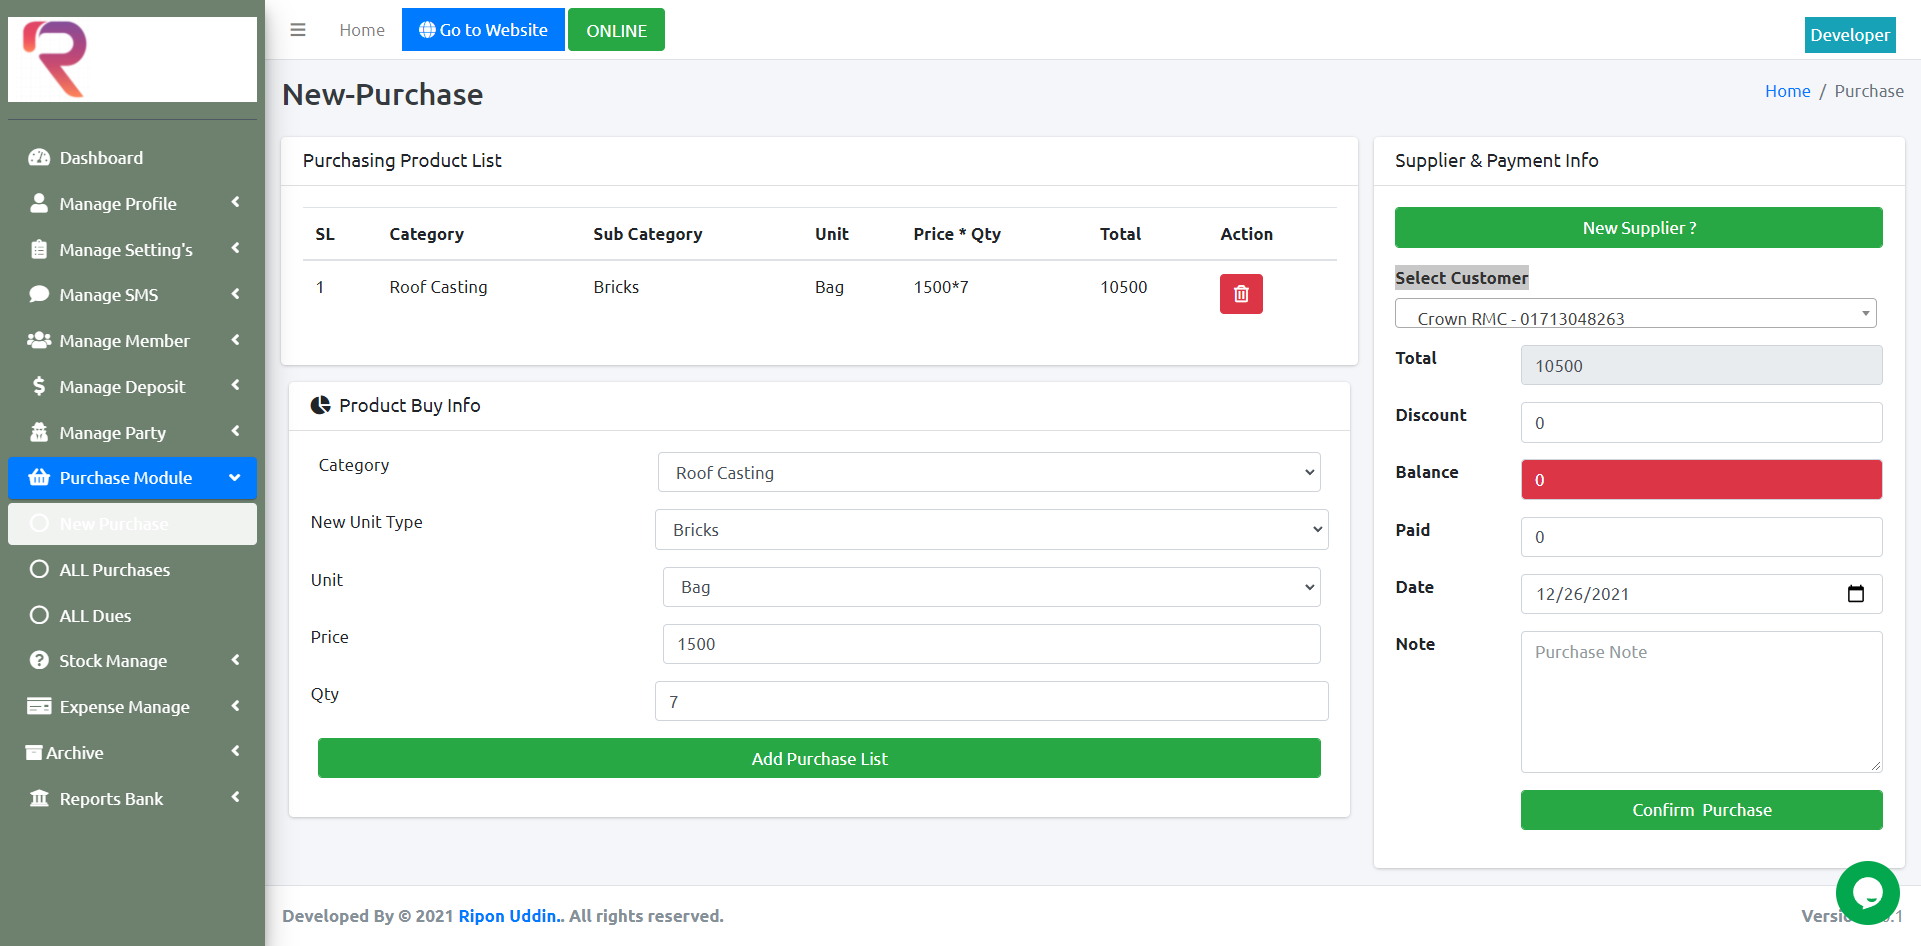 Home
Go to Website
ONLINE
Developer
Dashboard
Manage Profile
Manage Setting's
Manage SMS
Manage Member
Manage Deposit
Manage Party
Purchase Module
New Purchase
ALL Purchases
ALL Dues
Stock Manage
Expense Manage
Archive
Reports Bank
New-Purchase
Home / Purchase
Purchasing Product List
SL Category Sub Category Unit Price * Qty Total Action
1 Roof Casting Bricks Bag 1500*7 10500
Product Buy Info
Category Roof Casting
New Unit Type Bricks
Unit Bag
Price 1500
Qty 7
Add Purchase List
Supplier & Payment Info
New Supplier ?
Select Customer
Crown RMC - 01713048263
Total 10500
Discount 0
Balance 0
Paid 0
Date 12/26/2021
Note Purchase Note
Confirm Purchase
Developed By © 2021 Ripon Uddin.. All rights reserved.